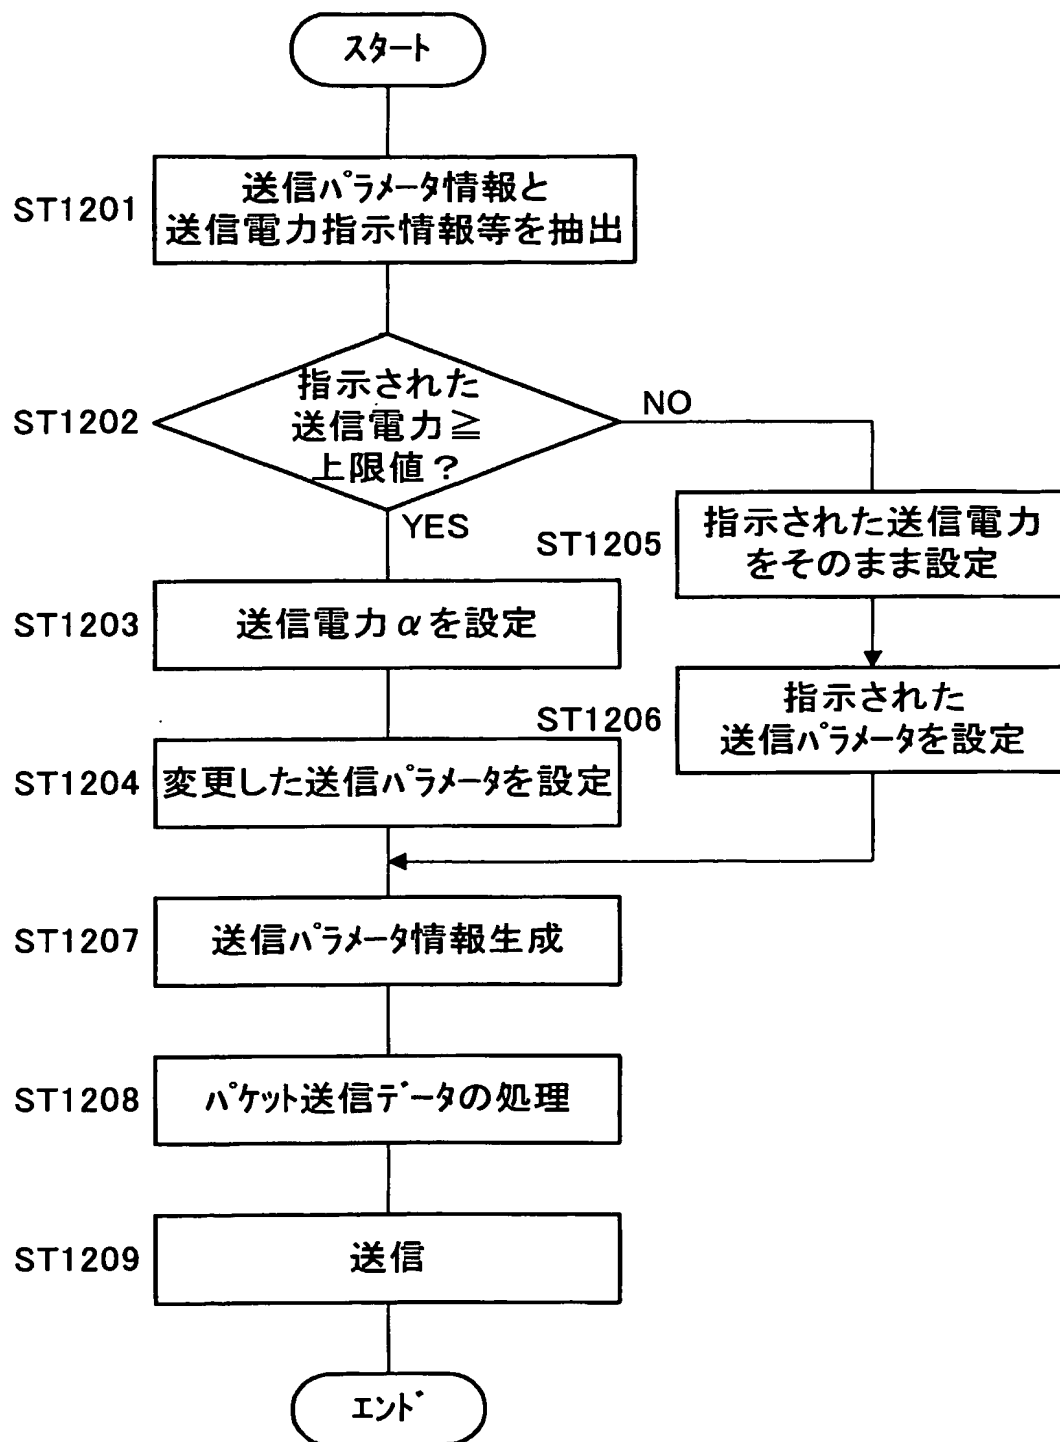 スタート
ST1201
送信パラメータ情報と
送信電力指示情報等を抽出
ST1202
指示された
送信電力≧
上限値？
NO
YES
ST1205
指示された送信電力
をそのまま設定
ST1203
送信電力αを設定
ST1206
指示された
送信パラメータを設定
ST1204
変更した送信パラメータを設定
ST1207
送信パラメータ情報生成
ST1208
パケット送信データの処理
ST1209
送信
エンド